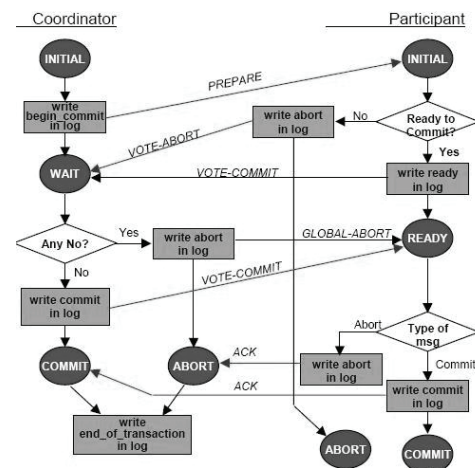 Coordinator
Participant
INITIAL
INITIAL
PREPARE
write
begin_commit
in log
write abort
in log
No
Ready to
Commit?
VOTE-ABORT
Yes
WAIT
VOTE-COMMIT
write ready
in log
Any No?
Yes
write abort
in log
GLOBAL-ABORT
READY
No
VOTE-COMMIT
write commit
in log
Abort
Type of
msg
COMMIT
ABORT
ACK
write abort
in log
Commit
ACK
write commit
in log
write
end_of_transaction
in log
ABORT
COMMIT